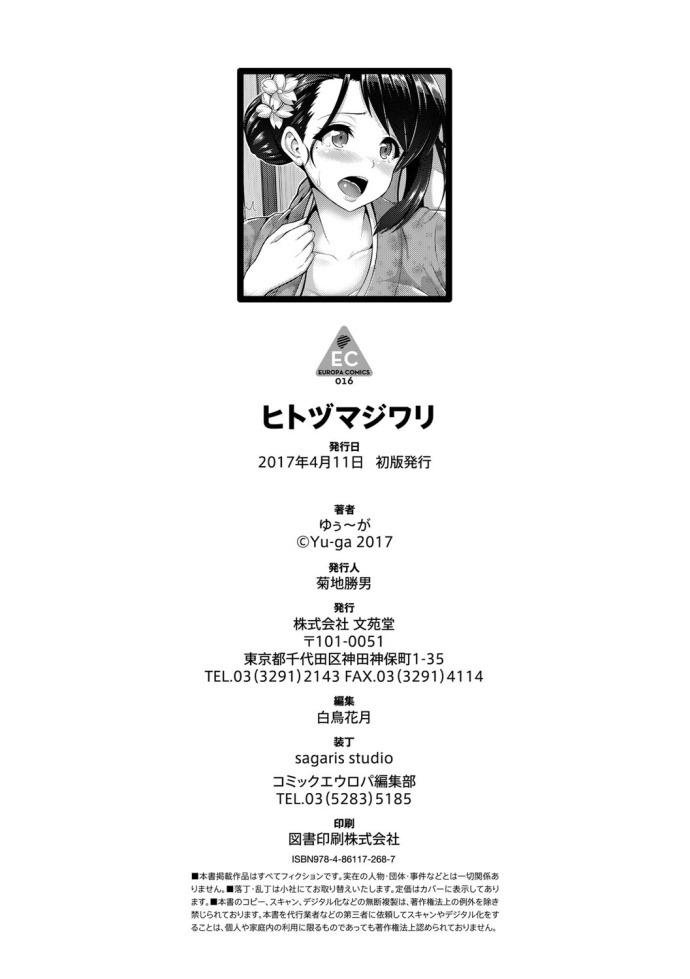 EC
EUROPA COMICS
016
ヒトヅマジワリ
発行日
2017年4月11日 初版発行
著者
ゆぅ〜が
©Yu-ga 2017
発行人
菊地勝男
発行
株式会社 文苑堂
〒101-0051
東京都千代田区神田神保町1-35
TEL.03(3291)2143 FAX.03(3291)4114
編集
白鳥花月
装丁
sagaris studio
コミックエウロパ編集部
TEL.03(5283)5185
印刷
図書印刷株式会社
ISBN978-4-86117-268-7
■本書掲載作品はすべてフィクションです。実在の人物・団体・事件などとは一切関係あ
りません。■落丁・乱丁は小社にてお取り替えいたします。定価はカバーに表示してあり
ます。■本書のコピー、スキャン、デジタル化などの無断複製は、著作権法上の例外を除き
禁じられております。本書を代行業者などの第三者に依頼してスキャンやデジタル化をす
ることは、個人や家庭内の利用に限るものであっても著作権法上認められておりません。